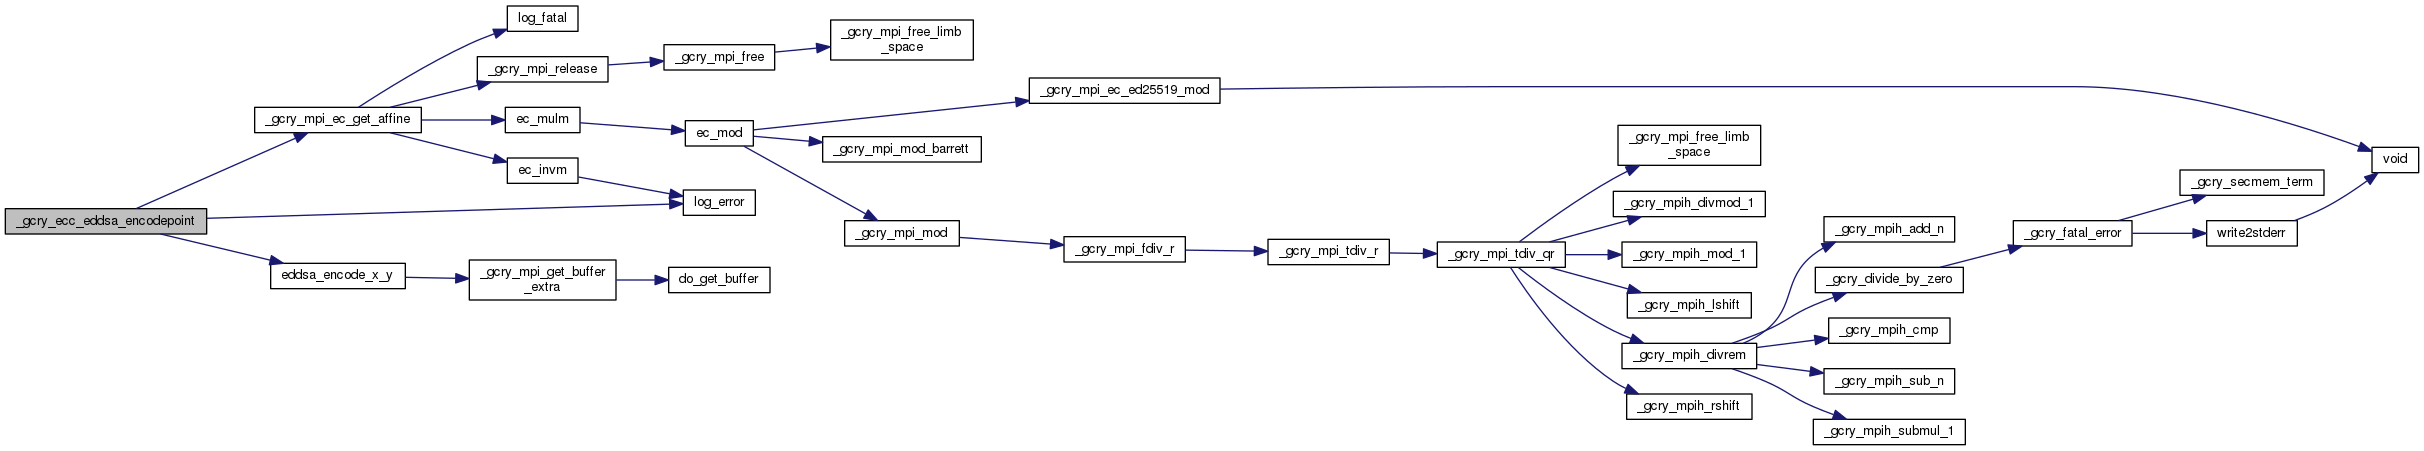 log_fatal
_gcry_mpi_free_limb
_space
_gcry_mpi_free
_gcry_mpi_release
_gcry_mpi_ec_ed25519_mod
_gcry_mpi_ec_get_affine
ec_mulm
ec_mod
_gcry_mpi_mod_barrett
_gcry_mpi_free_limb
_space
void
ec_invm
_gcry_secmem_term
log_error
_gcry_mpih_divmod_1
_gcry_ecc_eddsa_encodepoint
_gcry_mpi_mod
_gcry_mpih_add_n
_gcry_fatal_error
write2stderr
_gcry_mpi_fdiv_r
_gcry_mpi_tdiv_r
_gcry_mpi_tdiv_qr
_gcry_mpih_mod_1
eddsa_encode_x_y
_gcry_mpi_get_buffer
_extra
do_get_buffer
_gcry_divide_by_zero
_gcry_mpih_lshift
_gcry_mpih_cmp
_gcry_mpih_divrem
_gcry_mpih_sub_n
_gcry_mpih_rshift
_gcry_mpih_submul_1